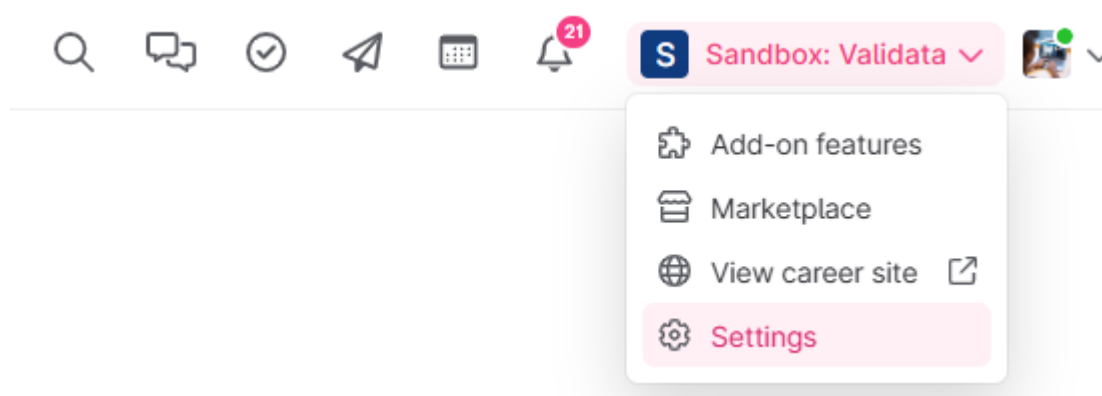 21
S Sandbox: Validata
Add-on features
Marketplace
View career site
Settings